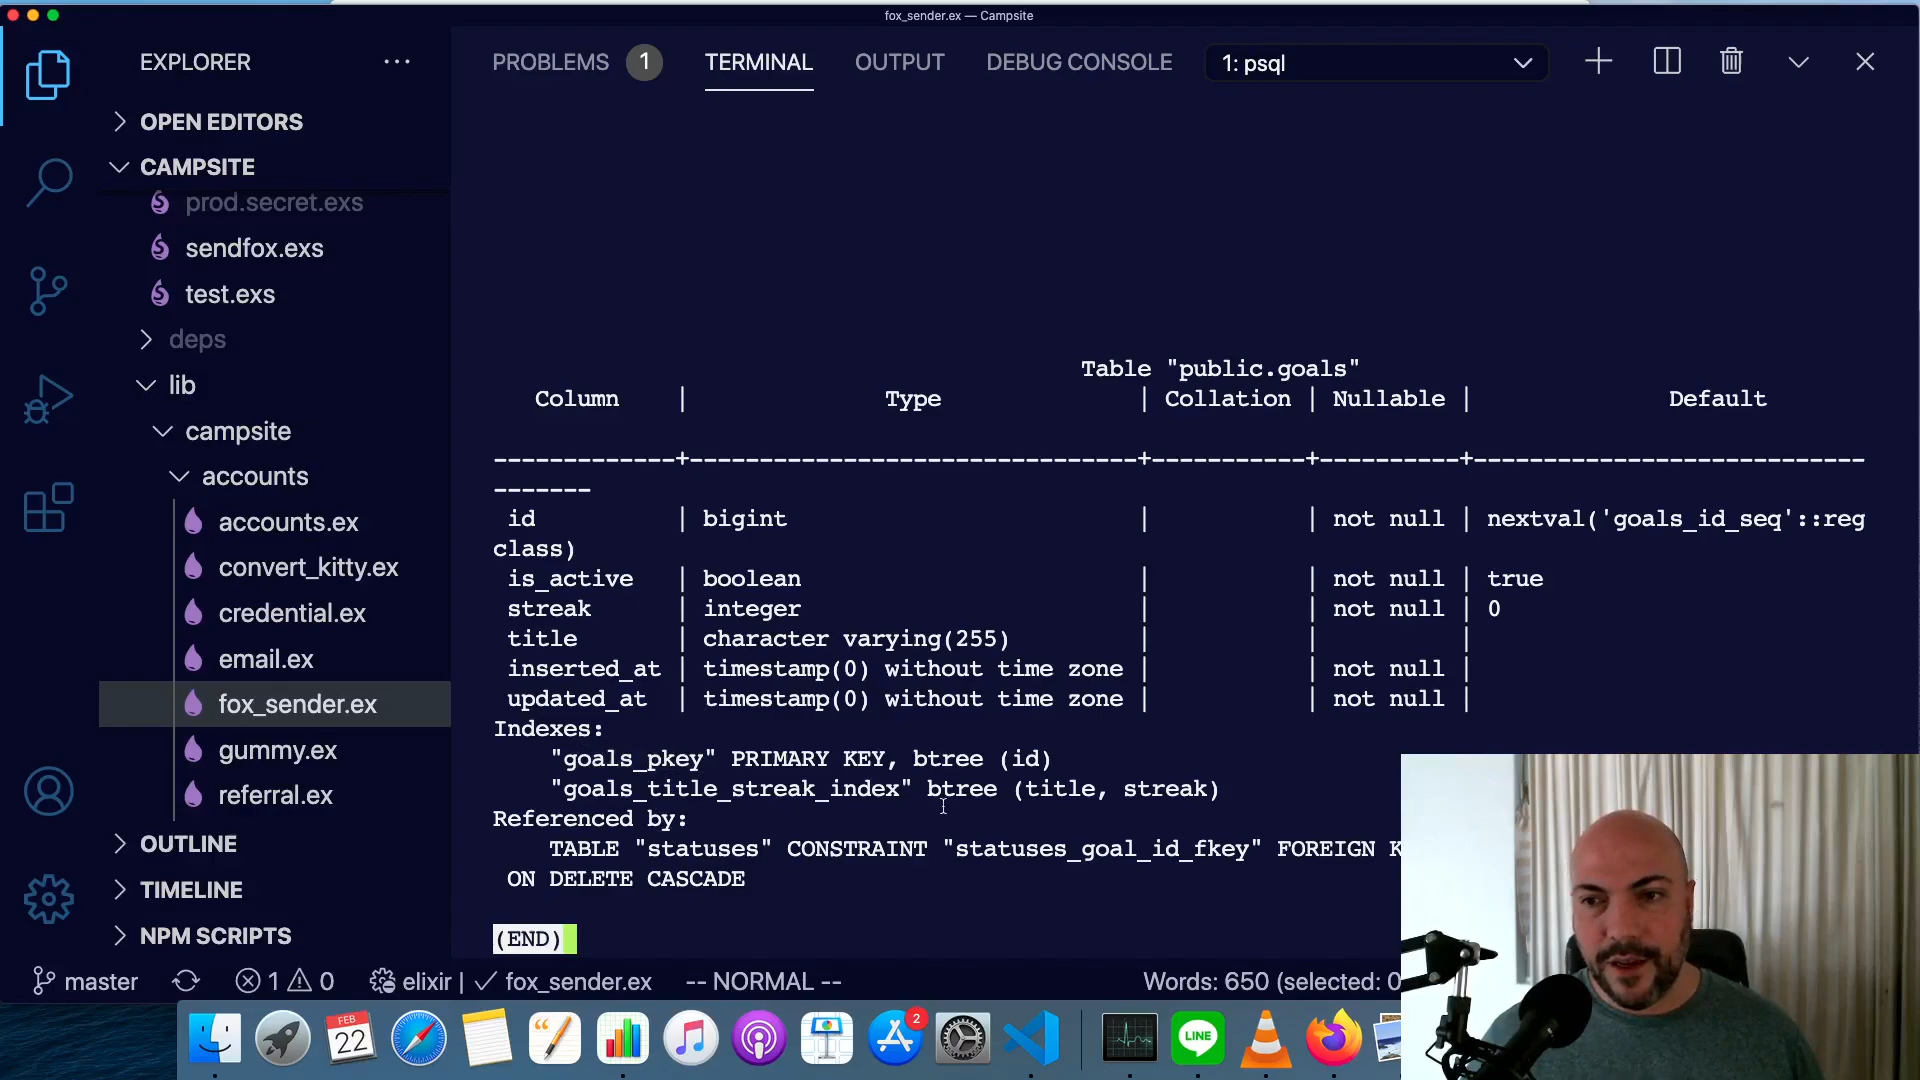 fox_sender.ex — Campsite
EXPLORER
OPEN EDITORS
CAMPSITE
prod.secret.exs
sendfox.exs
test.exs
deps
lib
campsite
accounts
accounts.ex
convert_kitty.ex
credential.ex
email.ex
fox_sender.ex
gummy.ex
referral.ex
OUTLINE
TIMELINE
NPM SCRIPTS
PROBLEMS 1 TERMINAL OUTPUT DEBUG CONSOLE 1: psql
Table "public.goals"
Column | Type | Collation | Nullable | Default
-------------+--------------------------------+-----------+----------+----------------------------
-------
id | bigint | | not null | nextval('goals_id_seq'::reg
class)
is_active | boolean | | not null | true
streak | integer | | not null | 0
title | character varying(255) | | |
inserted_at | timestamp(0) without time zone | | not null |
updated_at | timestamp(0) without time zone | | not null |
Indexes:
"goals_pkey" PRIMARY KEY, btree (id)
"goals_title_streak_index" btree (title, streak)
Referenced by:
TABLE "statuses" CONSTRAINT "statuses_goal_id_fkey" FOREIGN
ON DELETE CASCADE
(END)
master 1 0 elixir | ✓ fox_sender.ex -- NORMAL -- Words: 650 (selected: 0
FEB
22
2
LINE